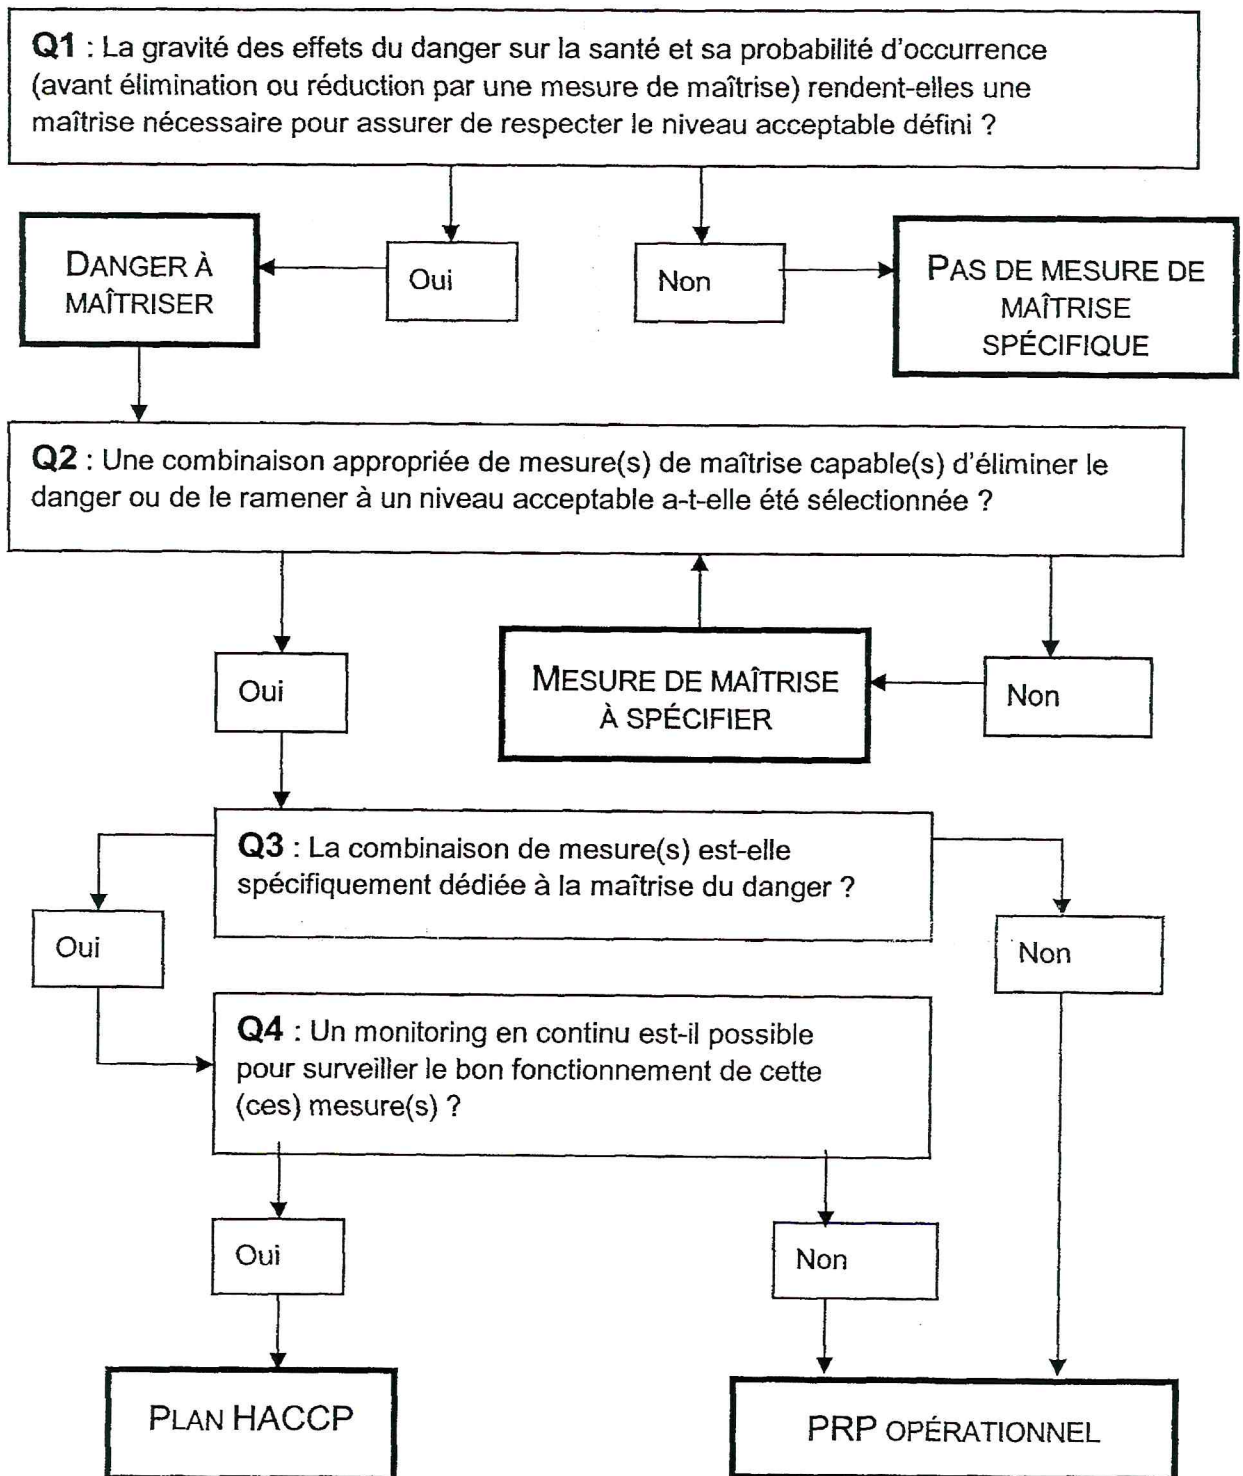 Q1 : La gravité des effets du danger sur la santé et sa probabilité d'occurrence
(avant élimination ou réduction par une mesure de maîtrise) rendent-elles une
maîtrise nécessaire pour assurer de respecter le niveau acceptable défini ?
DANGER À
MAÎTRISER
Oui
Non
PAS DE MESURE DE
MAÎTRISE
SPÉCIFIQUE
Q2 : Une combinaison appropriée de mesure(s) de maîtrise capable(s) d'éliminer le
danger ou de le ramener à un niveau acceptable a-t-elle été sélectionnée ?
Oui
MESURE DE MAÎTRISE
À SPÉCIFIER
Non
Q3 : La combinaison de mesure(s) est-elle
spécifiquement dédiée à la maîtrise du danger ?
Oui
Non
Q4 : Un monitoring en continu est-il possible
pour surveiller le bon fonctionnement de cette
(ces) mesure(s) ?
Oui
Non
PLAN HACCP
PRP OPÉRATIONNEL